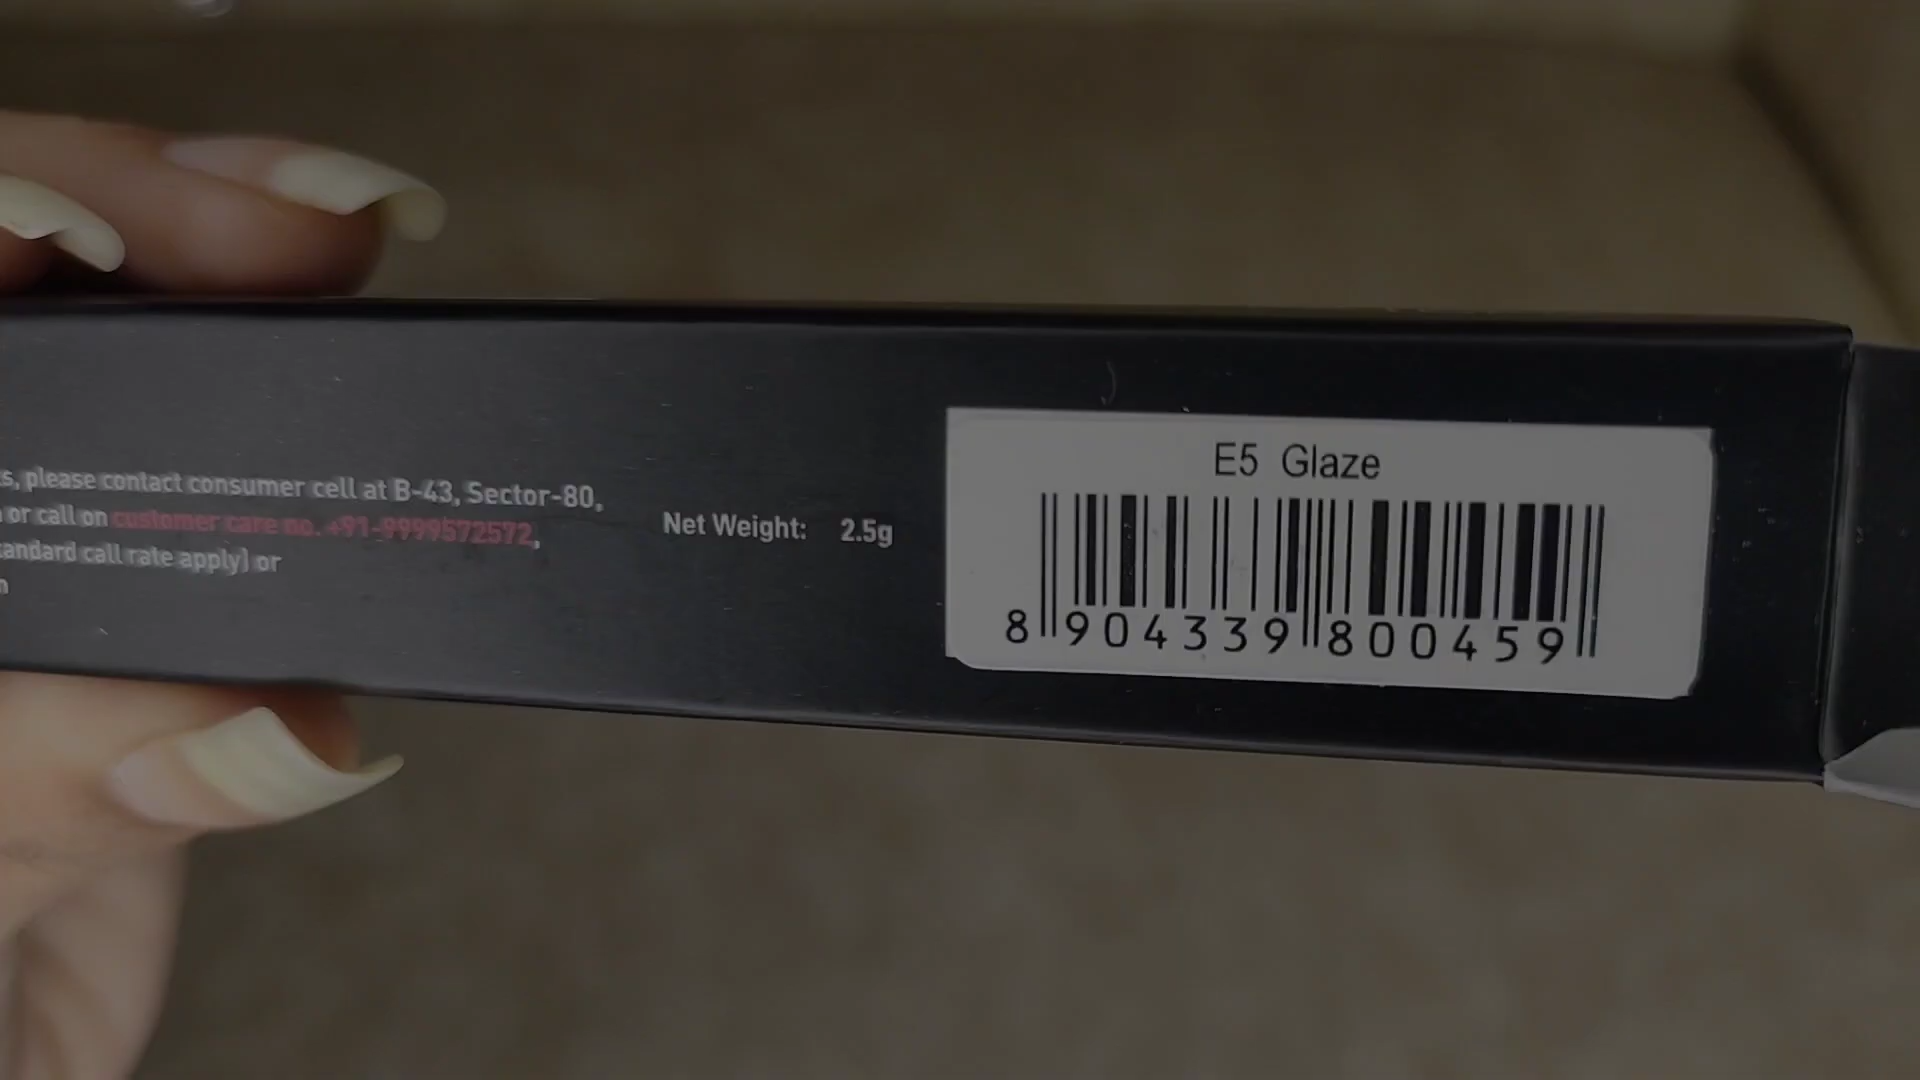 s, please contact consumer cell at B-43, Sector-80,
or call on customer care no. +91-9999572572,
tandard call rate apply) or
n
Net Weight: 2.5g
E5 Glaze
8 904339 800459